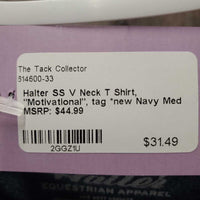 The Tack Collector
514600-33
Halter SS V Neck T Shirt,
"Motivational", tag *new Navy Med
MSRP: $44.99
$31.49
2GGZ1U
EQUESTRIAN APPAREL